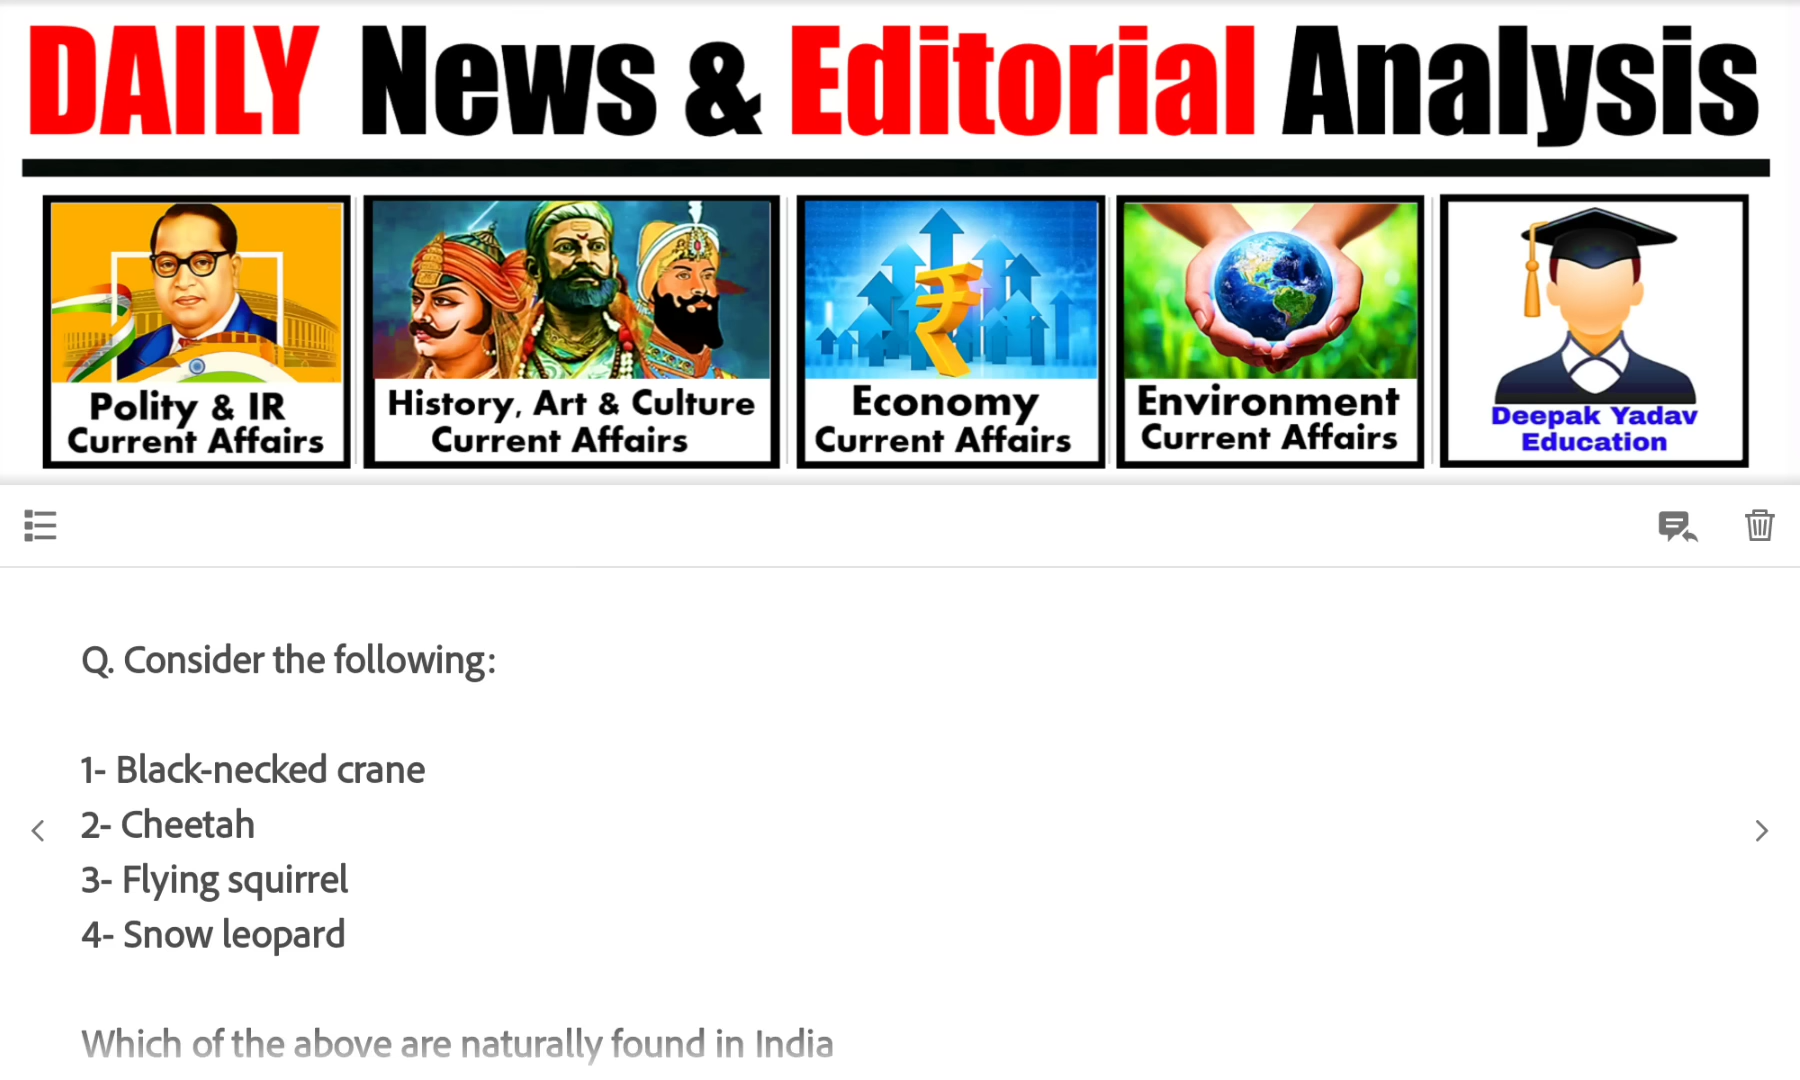 DAILY News & Editorial Analysis
Polity & IR
Current Affairs
History, Art & Culture
Current Affairs
Economy
Current Affairs
Environment
Current Affairs
Deepak Yadav
Education
Q. Consider the following:
1- Black-necked crane
2- Cheetah
3- Flying squirrel
4- Snow leopard
Which of the above are naturally found in India